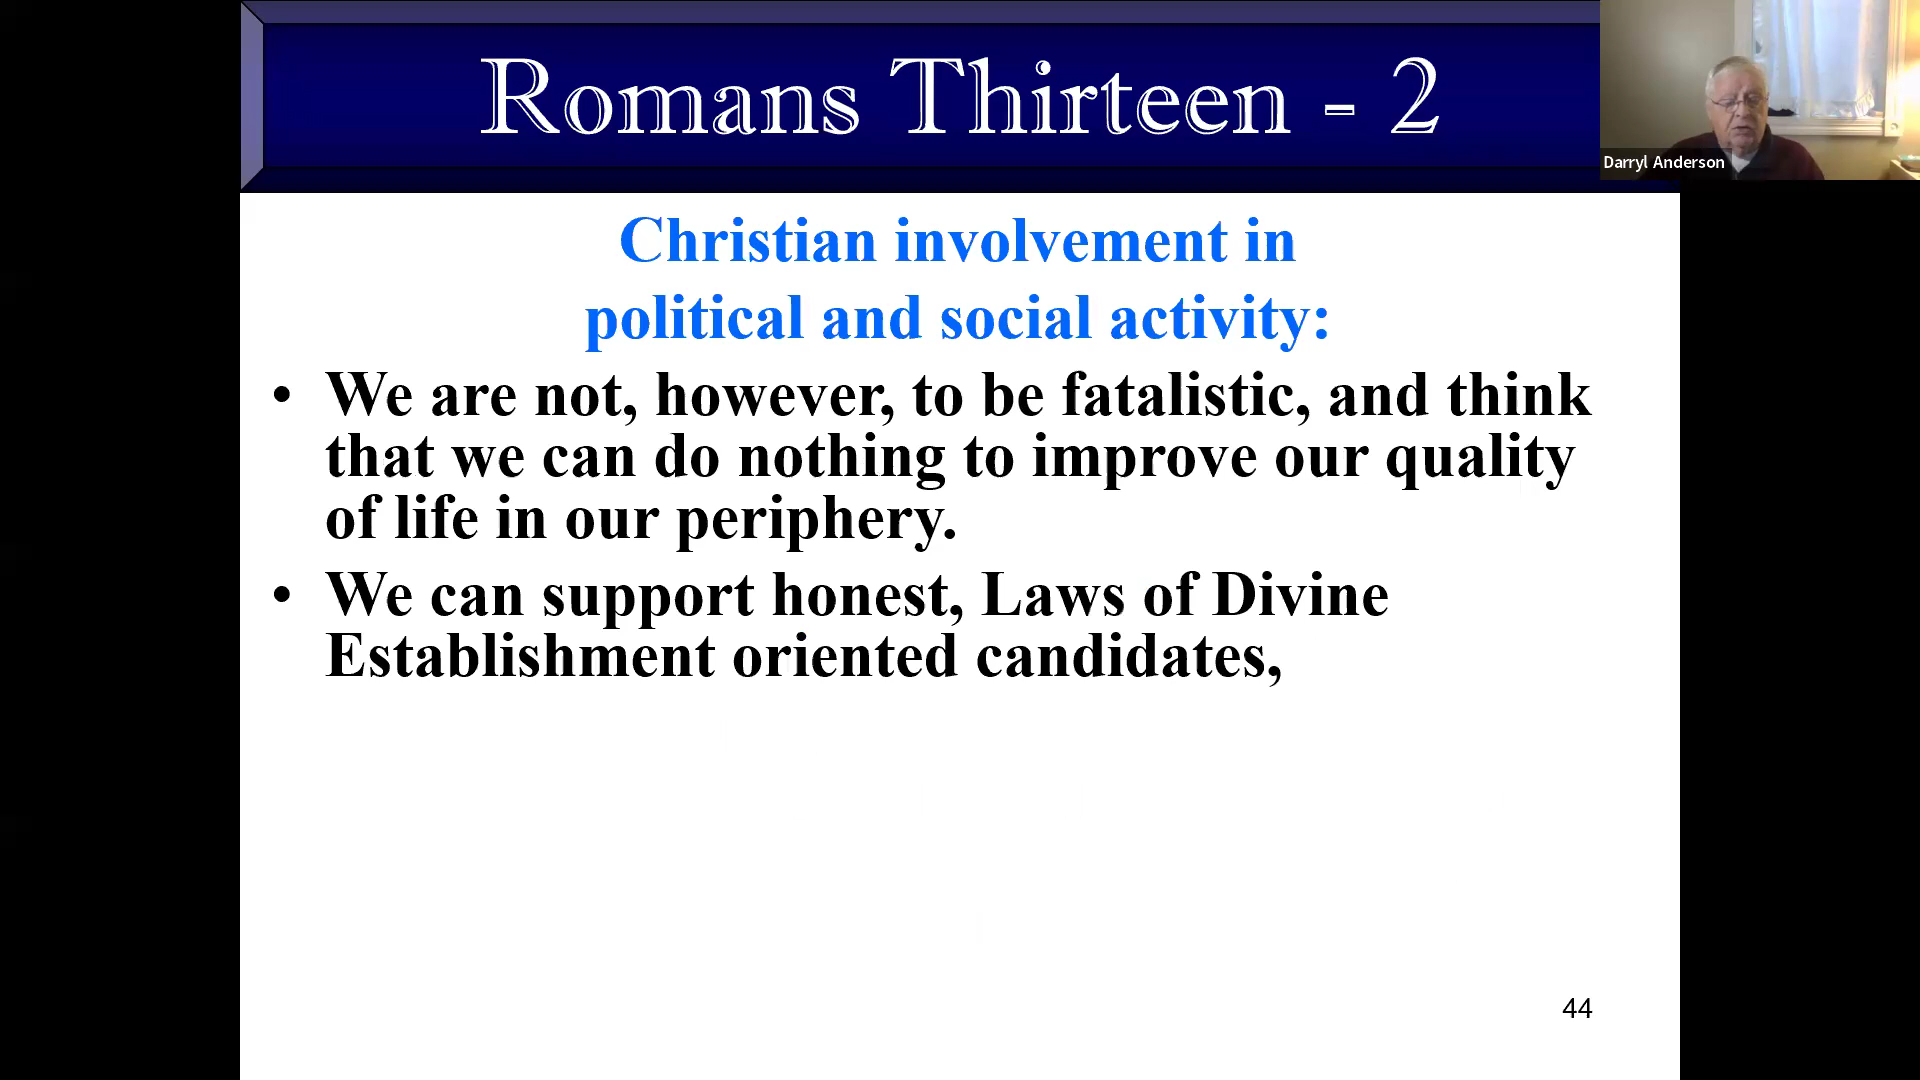 Romans Thirteen - 2
Darryl Anderson
Christian involvement in
political and social activity:
• We are not, however, to be fatalistic, and think
that we can do nothing to improve our quality
of life in our periphery.
• We can support honest, Laws of Divine
Establishment oriented candidates,
44